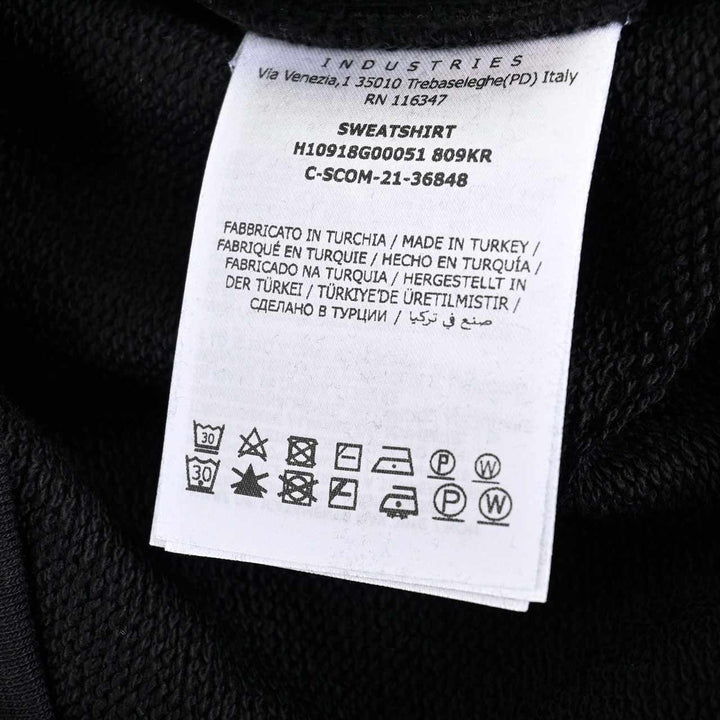 INDUSTRIES
Via Venezia,1 35010 Trebaseleghe(PD) Italy
RN 116347
SWEATSHIRT
H10918G00051 809KR
C-SCOM-21-36848
FABBRICATO IN TURCHIA / MADE IN TURKEY /
FABRIQUÉ EN TURQUIE / HECHO EN TURQUÍA /
FABRICADO NA TURQUIA / HERGESTELLT IN
DER TÜRKEI / TÜRKIYE'DE ÜRETILMISTIR /
СДЕЛАНО В ТУРЦИИ / صنع في تركيا
30 P W
30 P W